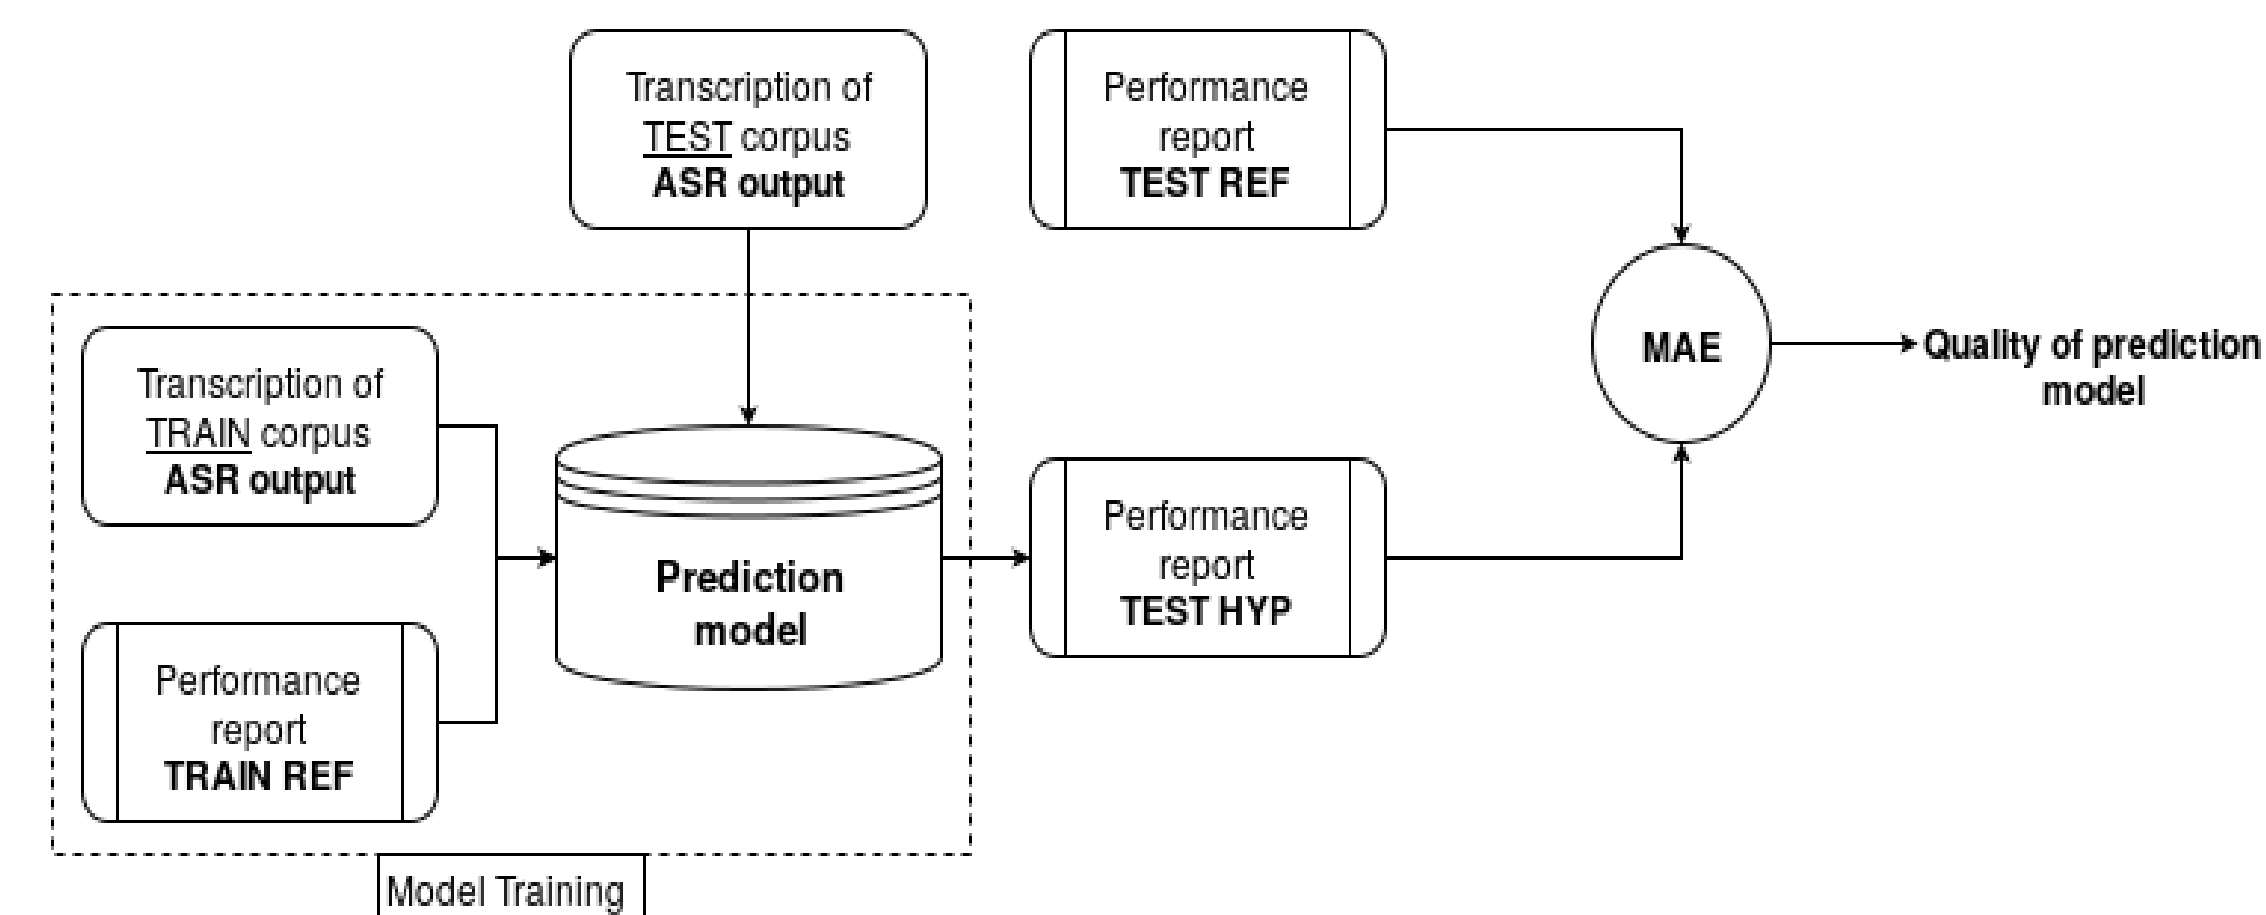 Transcription of
TEST corpus
ASR output
Performance
report
TEST REF
Transcription of
TRAIN corpus
ASR output
Performance
report
TRAIN REF
Prediction
model
Performance
report
TEST HYP
MAE
Quality of prediction
model
Model Training